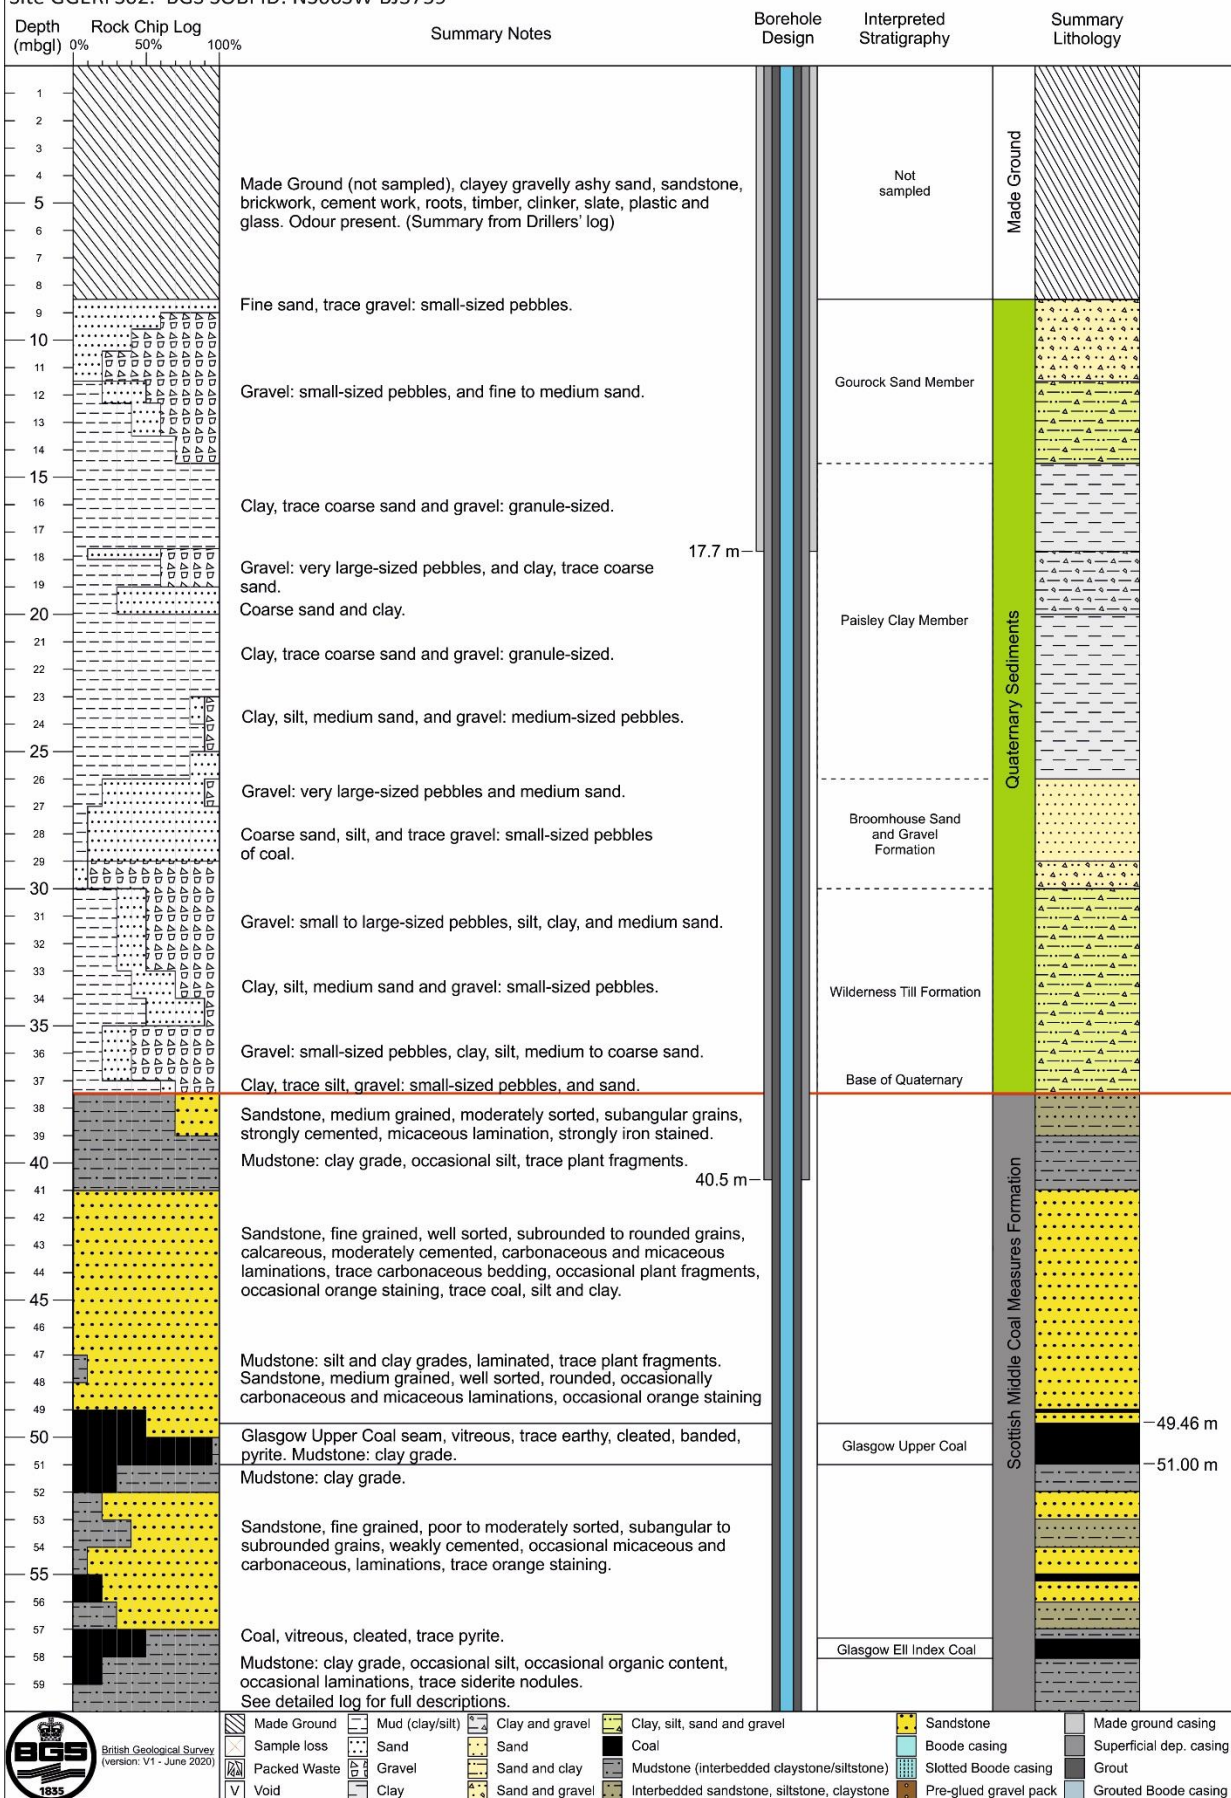 Depth
(mbgl)
Rock Chip Log
0% 50% 100%
Summary Notes
Borehole
Design
Interpreted
Stratigraphy
Summary
Lithology
1
2
3
4
5
6
7
8
9
10
11
12
13
14
15
16
17
18
19
20
21
22
23
24
25
26
27
28
29
30
31
32
33
34
35
36
37
38
39
40
41
42
43
44
45
46
47
48
49
50
51
52
53
54
55
56
57
58
59
Made Ground (not sampled), clayey gravelly ashy sand, sandstone,
brickwork, cement work, roots, timber, clinker, slate, plastic and
glass. Odour present. (Summary from Drillers' log)
Fine sand, trace gravel: small-sized pebbles.
Gravel: small-sized pebbles, and fine to medium sand.
Clay, trace coarse sand and gravel: granule-sized.
Gravel: very large-sized pebbles, and clay, trace coarse
sand.
Coarse sand and clay.
Clay, trace coarse sand and gravel: granule-sized.
Clay, silt, medium sand, and gravel: medium-sized pebbles.
Gravel: very large-sized pebbles and medium sand.
Coarse sand, silt, and trace gravel: small-sized pebbles
of coal.
Gravel: small to large-sized pebbles, silt, clay, and medium sand.
Clay, silt, medium sand and gravel: small-sized pebbles.
Gravel: small-sized pebbles, clay, silt, medium to coarse sand.
Clay, trace silt, gravel: small-sized pebbles, and sand.
Sandstone, medium grained, moderately sorted, subangular grains,
strongly cemented, micaceous lamination, strongly iron stained.
Mudstone: clay grade, occasional silt, trace plant fragments.
Sandstone, fine grained, well sorted, subrounded to rounded grains,
calcareous, moderately cemented, carbonaceous and micaceous
laminations, trace carbonaceous bedding, occasional plant fragments,
occasional orange staining, trace coal, silt and clay.
Mudstone: silt and clay grades, laminated, trace plant fragments.
Sandstone, medium grained, well sorted, rounded, occasionally
carbonaceous and micaceous laminations, occasional orange staining
Glasgow Upper Coal seam, vitreous, trace earthy, cleated, banded,
pyrite. Mudstone: clay grade.
Mudstone: clay grade.
Sandstone, fine grained, poor to moderately sorted, subangular to
subrounded grains, weakly cemented, occasional micaceous and
carbonaceous, laminations, trace orange staining.
Coal, vitreous, cleated, trace pyrite.
Mudstone: clay grade, occasional silt, occasional organic content,
occasional laminations, trace siderite nodules.
See detailed log for full descriptions.
17.7 m
40.5 m
Not
sampled
Gourock Sand Member
Paisley Clay Member
Broomhouse Sand
and Gravel
Formation
Wilderness Till Formation
Base of Quaternary
Glasgow Upper Coal
Glasgow Ell Index Coal
Made Ground
Quaternary Sediments
Scottish Middle Coal Measures Formation
49.46 m
51.00 m
BGS
1835
British Geological Survey
(version: V1 - June 2020)
Made Ground
Sample loss
Packed Waste
V Void
Mud (clay/silt)
Sand
Gravel
Clay
Clay and gravel
Sand
Sand and clay
Sand and gravel
Clay, silt, sand and gravel
Coal
Mudstone (interbedded claystone/siltstone)
Interbedded sandstone, siltstone, claystone
Sandstone
Boode casing
Slotted Boode casing
Pre-glued gravel pack
Made ground casing
Superficial dep. casing
Grout
Grouted Boode casing